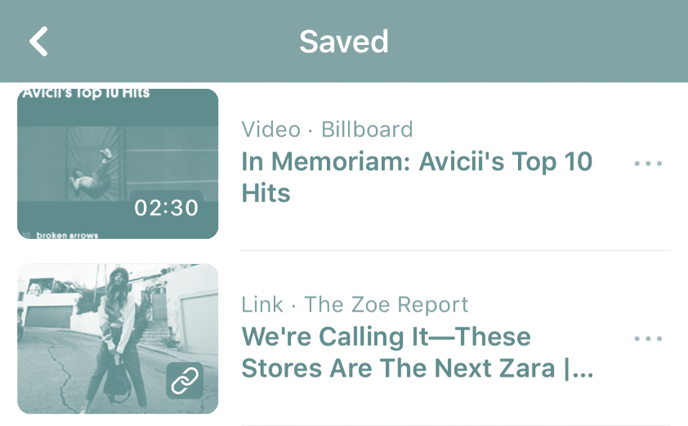 Saved
Avicii's Top 10 Hits
02:30
broken arrows
Video · Billboard
In Memoriam: Avicii's Top 10
Hits
Link · The Zoe Report
We're Calling It—These
Stores Are The Next Zara |...